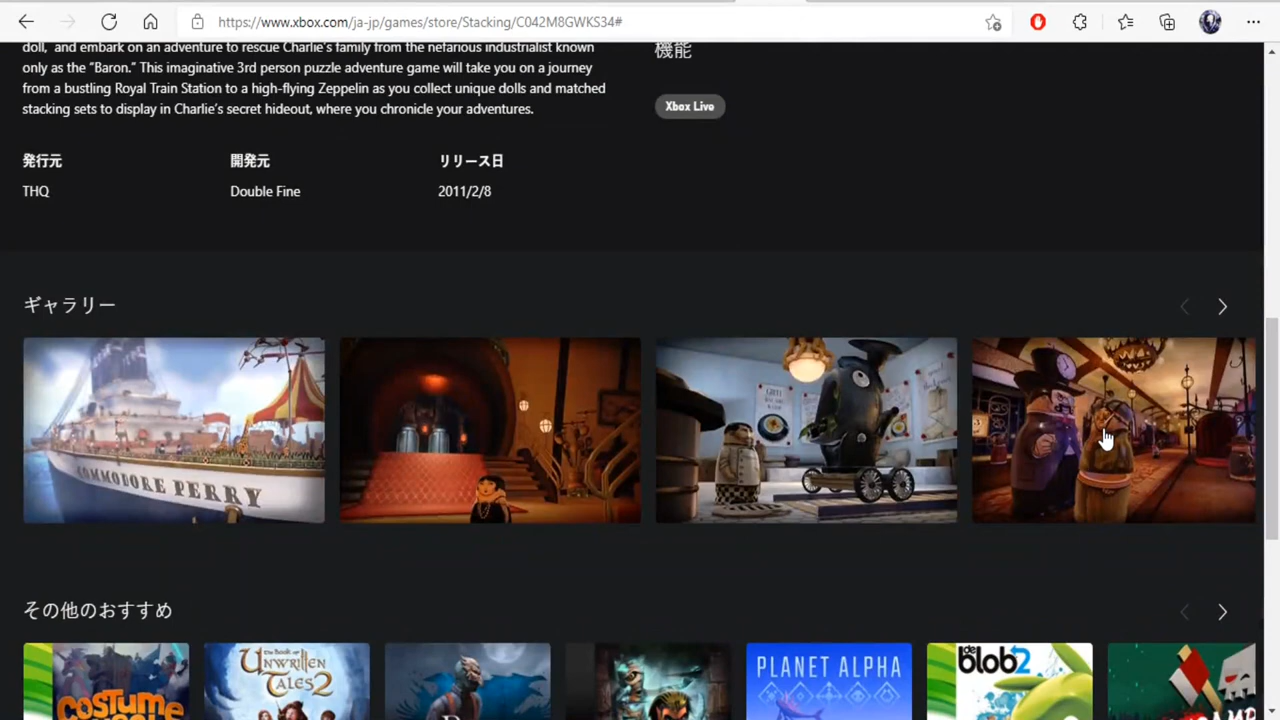 https://www.xbox.com/ja-jp/games/store/Stacking/C042M8GWKS34#
doll, and embark on an adventure to rescue Charlie's family from the nefarious industrialist known
only as the "Baron." This imaginative 3rd person puzzle adventure game will take you on a journey
from a bustling Royal Train Station to a high-flying Zeppelin as you collect unique dolls and matched
stacking sets to display in Charlie's secret hideout, where you chronicle your adventures.
機能
Xbox Live
発行元 開発元 リリース日
THQ Double Fine 2011/2/8
ギャラリー
COMMODORE PERRY
その他のおすすめ
COSTUME
The Book of
UNWRITTEN
TALES 2
PLANET ALPHA
de Blob 2